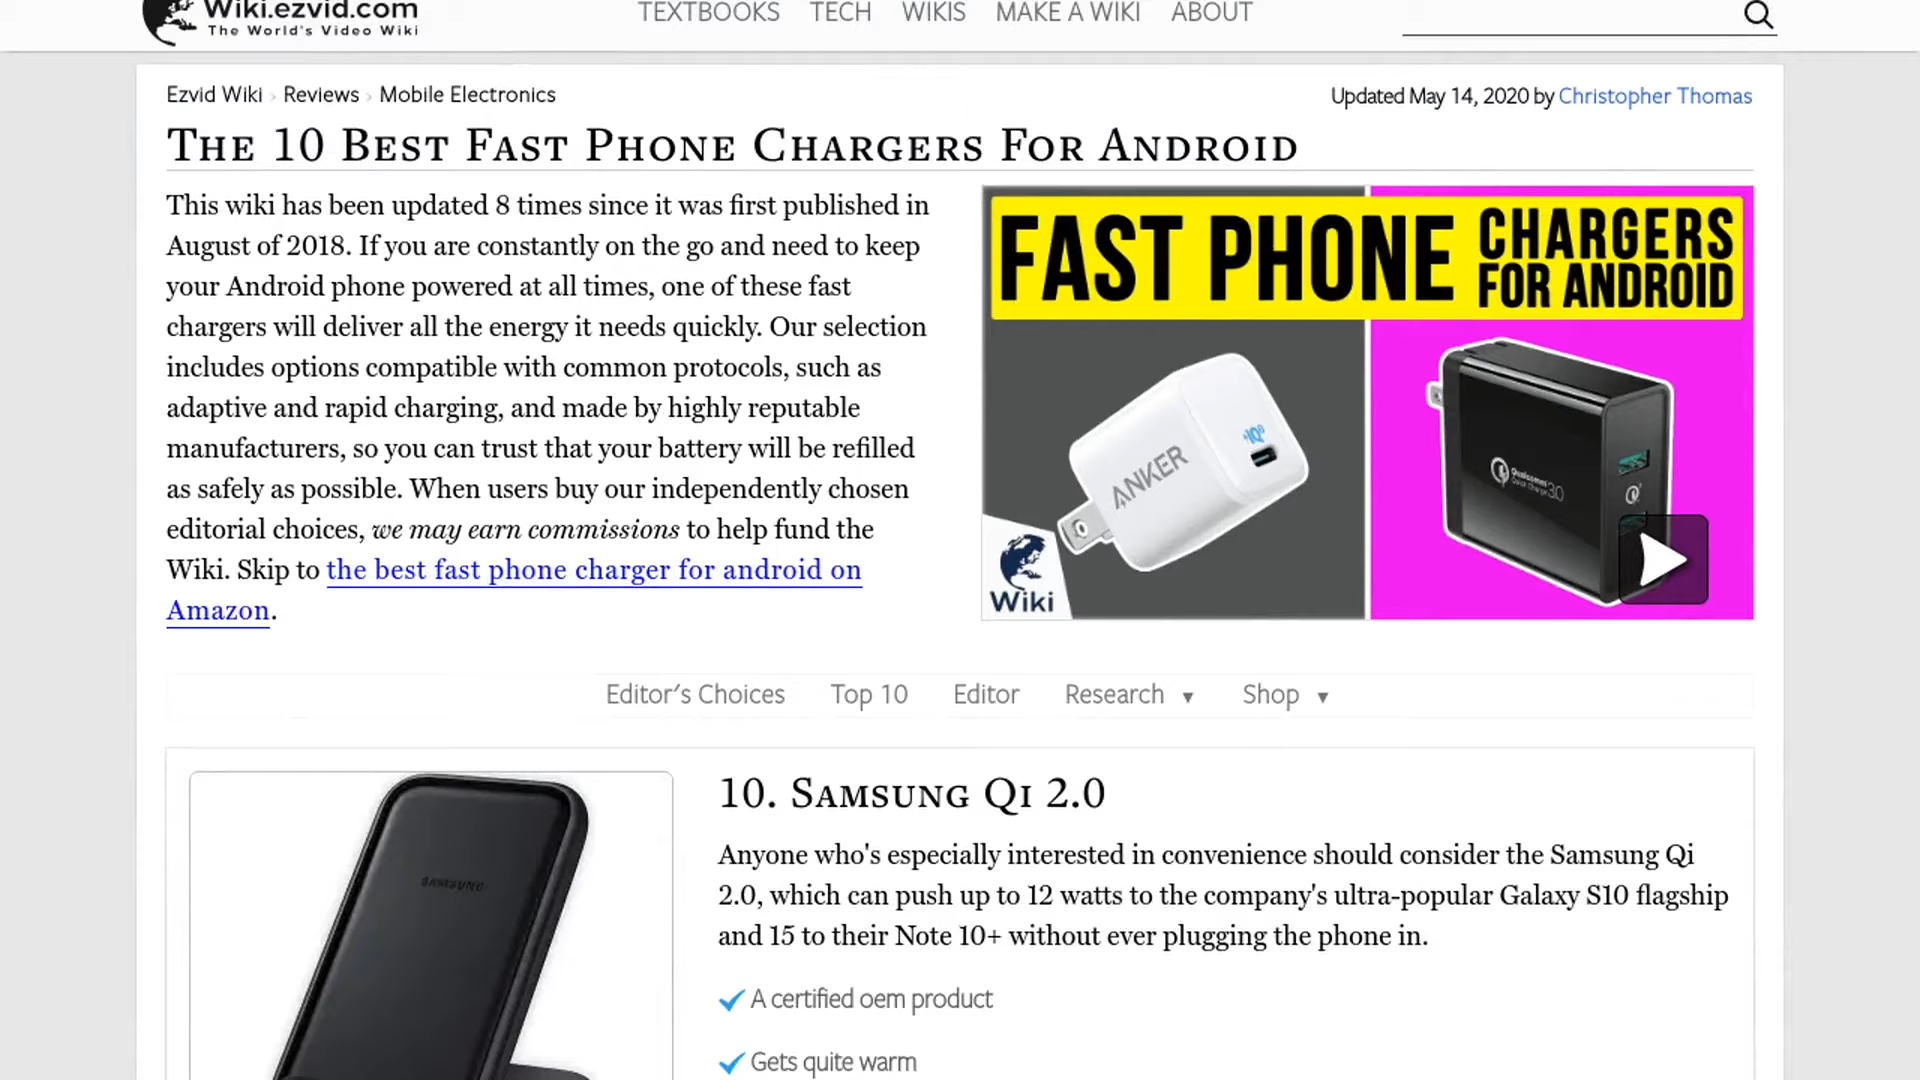 Wiki.ezvid.com
The World's Video Wiki
TEXTBOOKS TECH WIKIS MAKE A WIKI ABOUT
Ezvid Wiki › Reviews › Mobile Electronics
Updated May 14, 2020 by Christopher Thomas
The 10 Best Fast Phone Chargers For Android
This wiki has been updated 8 times since it was first published in
August of 2018. If you are constantly on the go and need to keep
your Android phone powered at all times, one of these fast
chargers will deliver all the energy it needs quickly. Our selection
includes options compatible with common protocols, such as
adaptive and rapid charging, and made by highly reputable
manufacturers, so you can trust that your battery will be refilled
as safely as possible. When users buy our independently chosen
editorial choices, we may earn commissions to help fund the
Wiki. Skip to the best fast phone charger for android on
Amazon.
FAST PHONE CHARGERS
FOR ANDROID
ANKER
IQ3
Qualcomm
Quick Charge 3.0
Wiki
Editor's Choices Top 10 Editor Research ▼ Shop ▼
SAMSUNG
10. Samsung Qi 2.0
Anyone who's especially interested in convenience should consider the Samsung Qi
2.0, which can push up to 12 watts to the company's ultra-popular Galaxy S10 flagship
and 15 to their Note 10+ without ever plugging the phone in.
A certified oem product
Gets quite warm